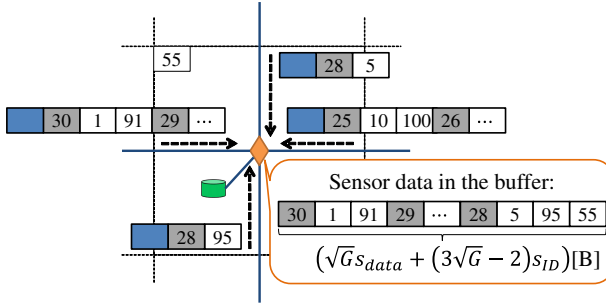 55
28 5
30 1 91 29 ...
25 10 100 26 ...
28 95
Sensor data in the buffer:
30 1 91 29 ... 28 5 95 55
(√G s_data + (3√G − 2)s_ID)[B]